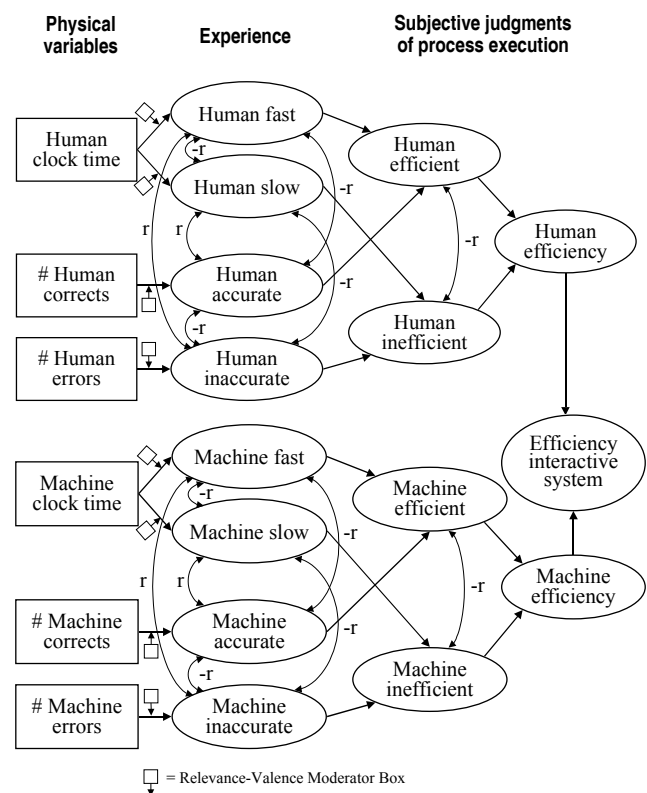 Physical
variables
Experience
Subjective judgments
of process execution
Human fast
Human
clock time
-r
Human
efficient
Human slow
-r
r
r
-r
Human
efficiency
# Human
corrects
Human
accurate
-r
-r
Human
inefficient
# Human
errors
Human
inaccurate
Efficiency
interactive
system
Machine fast
Machine
clock time
-r
Machine
efficient
Machine slow
-r
r
r
-r
Machine
efficiency
# Machine
corrects
Machine
accurate
-r
-r
Machine
inefficient
# Machine
errors
Machine
inaccurate
= Relevance-Valence Moderator Box